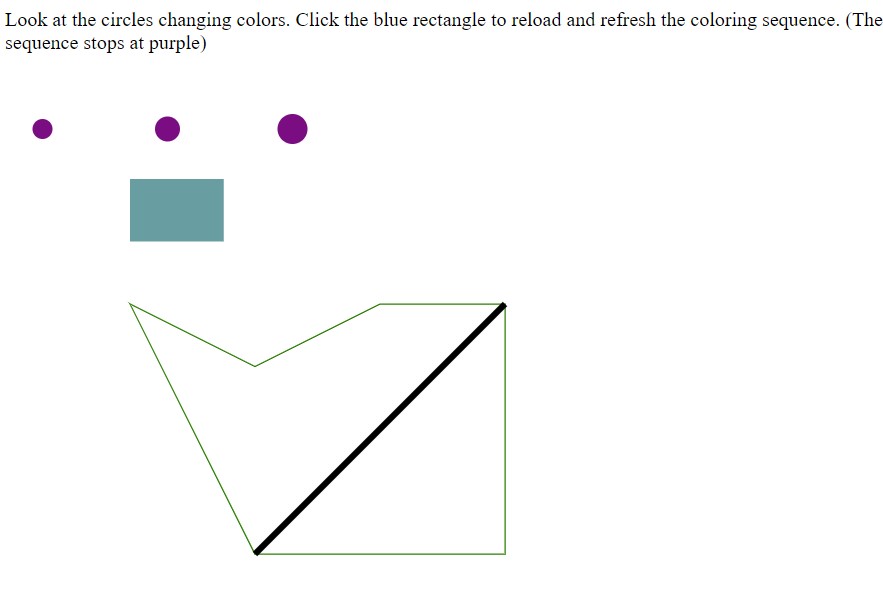 Look at the circles changing colors. Click the blue rectangle to reload and refresh the coloring sequence. (The
sequence stops at purple)